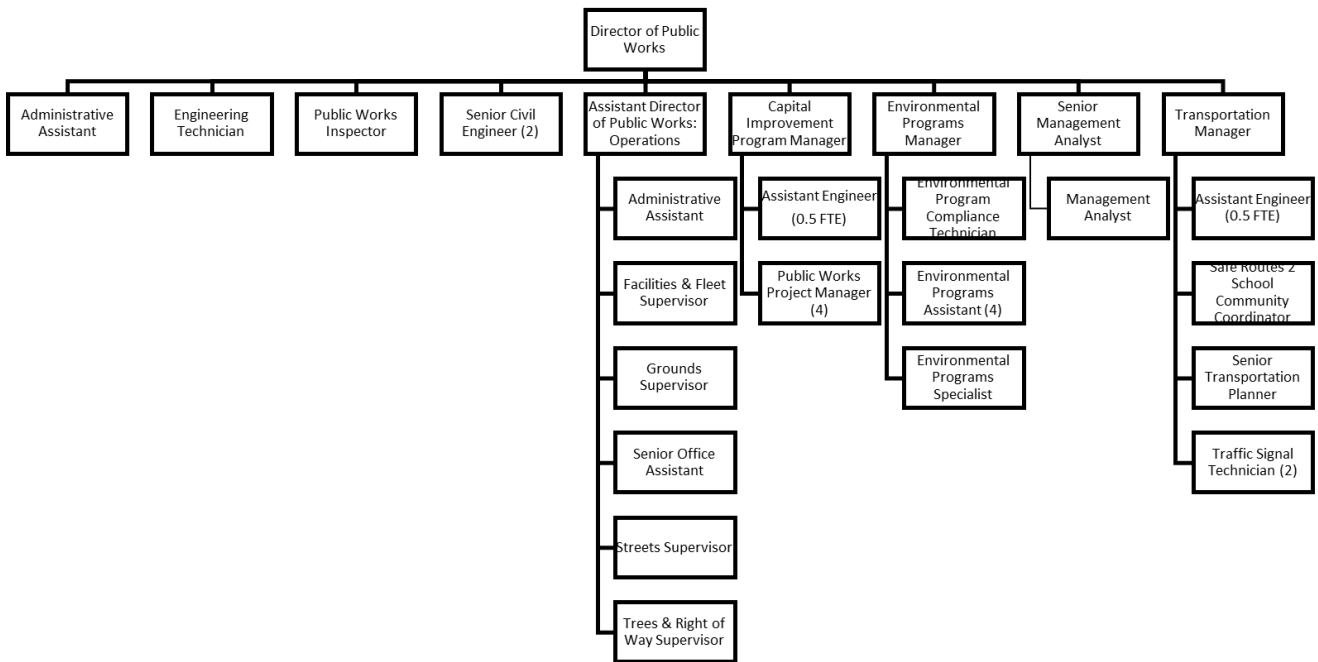 Director of Public
Works
Administrative
Assistant
Engineering
Technician
Public Works
Inspector
Senior Civil
Engineer (2)
Assistant Director
of Public Works:
Operations
Capital
Improvement
Program Manager
Environmental
Programs
Manager
Senior
Management
Analyst
Transportation
Manager
Administrative
Assistant
Facilities & Fleet
Supervisor
Grounds
Supervisor
Senior Office
Assistant
Streets Supervisor
Trees & Right of
Way Supervisor
Assistant Engineer
(0.5 FTE)
Public Works
Project Manager
(4)
Environmental
Program
Compliance
Technician
Environmental
Programs
Assistant (4)
Environmental
Programs
Specialist
Management
Analyst
Assistant Engineer
(0.5 FTE)
Safe Routes 2
School
Community
Coordinator
Senior
Transportation
Planner
Traffic Signal
Technician (2)